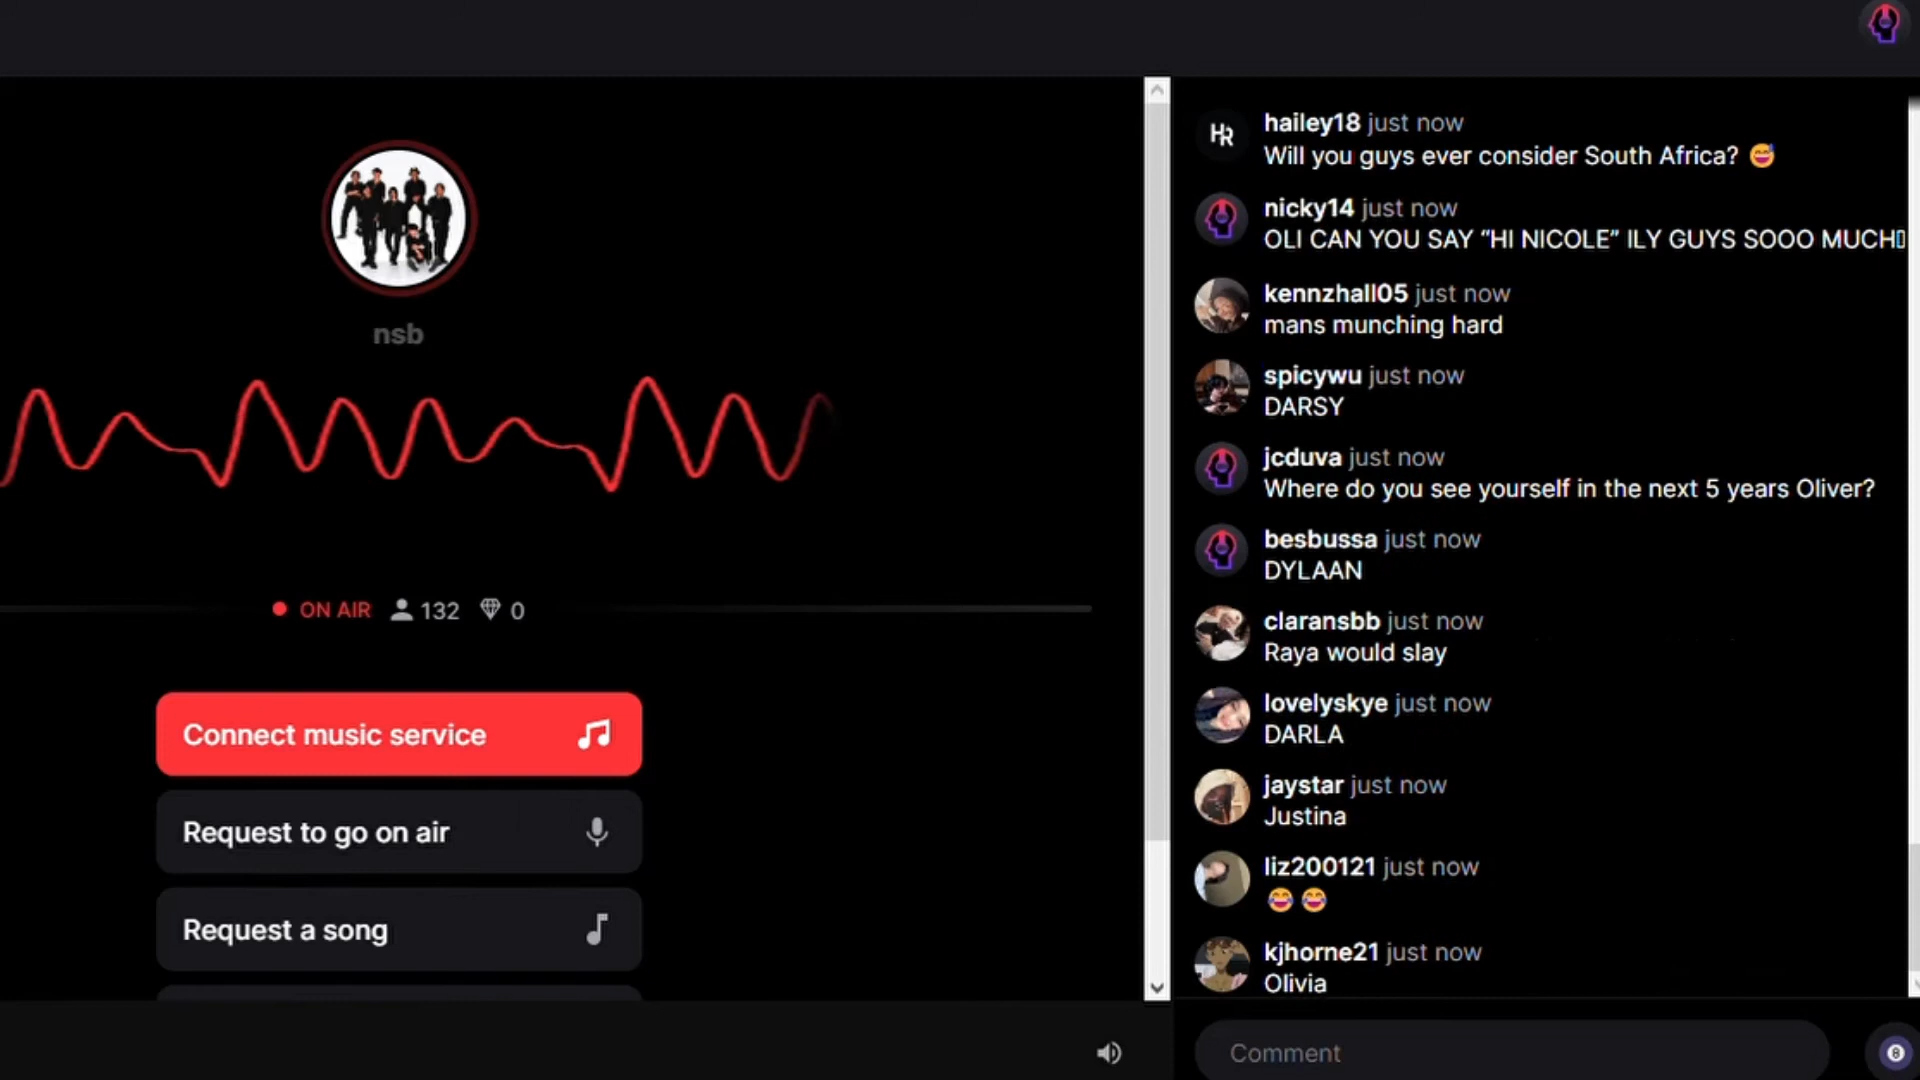 nsb
ON AIR 132 0
Connect music service
Request to go on air
Request a song
HR
hailey18 just now
Will you guys ever consider South Africa? 😅
nicky14 just now
OLI CAN YOU SAY “HI NICOLE” ILY GUYS SOOO MUCH
kennzhall05 just now
mans munching hard
spicywu just now
DARSY
jcduva just now
Where do you see yourself in the next 5 years Oliver?
besbussa just now
DYLAAN
claransbb just now
Raya would slay
lovelyskye just now
DARLA
jaystar just now
Justina
liz200121 just now
😂 😂
kjhorne21 just now
Olivia
Comment
8